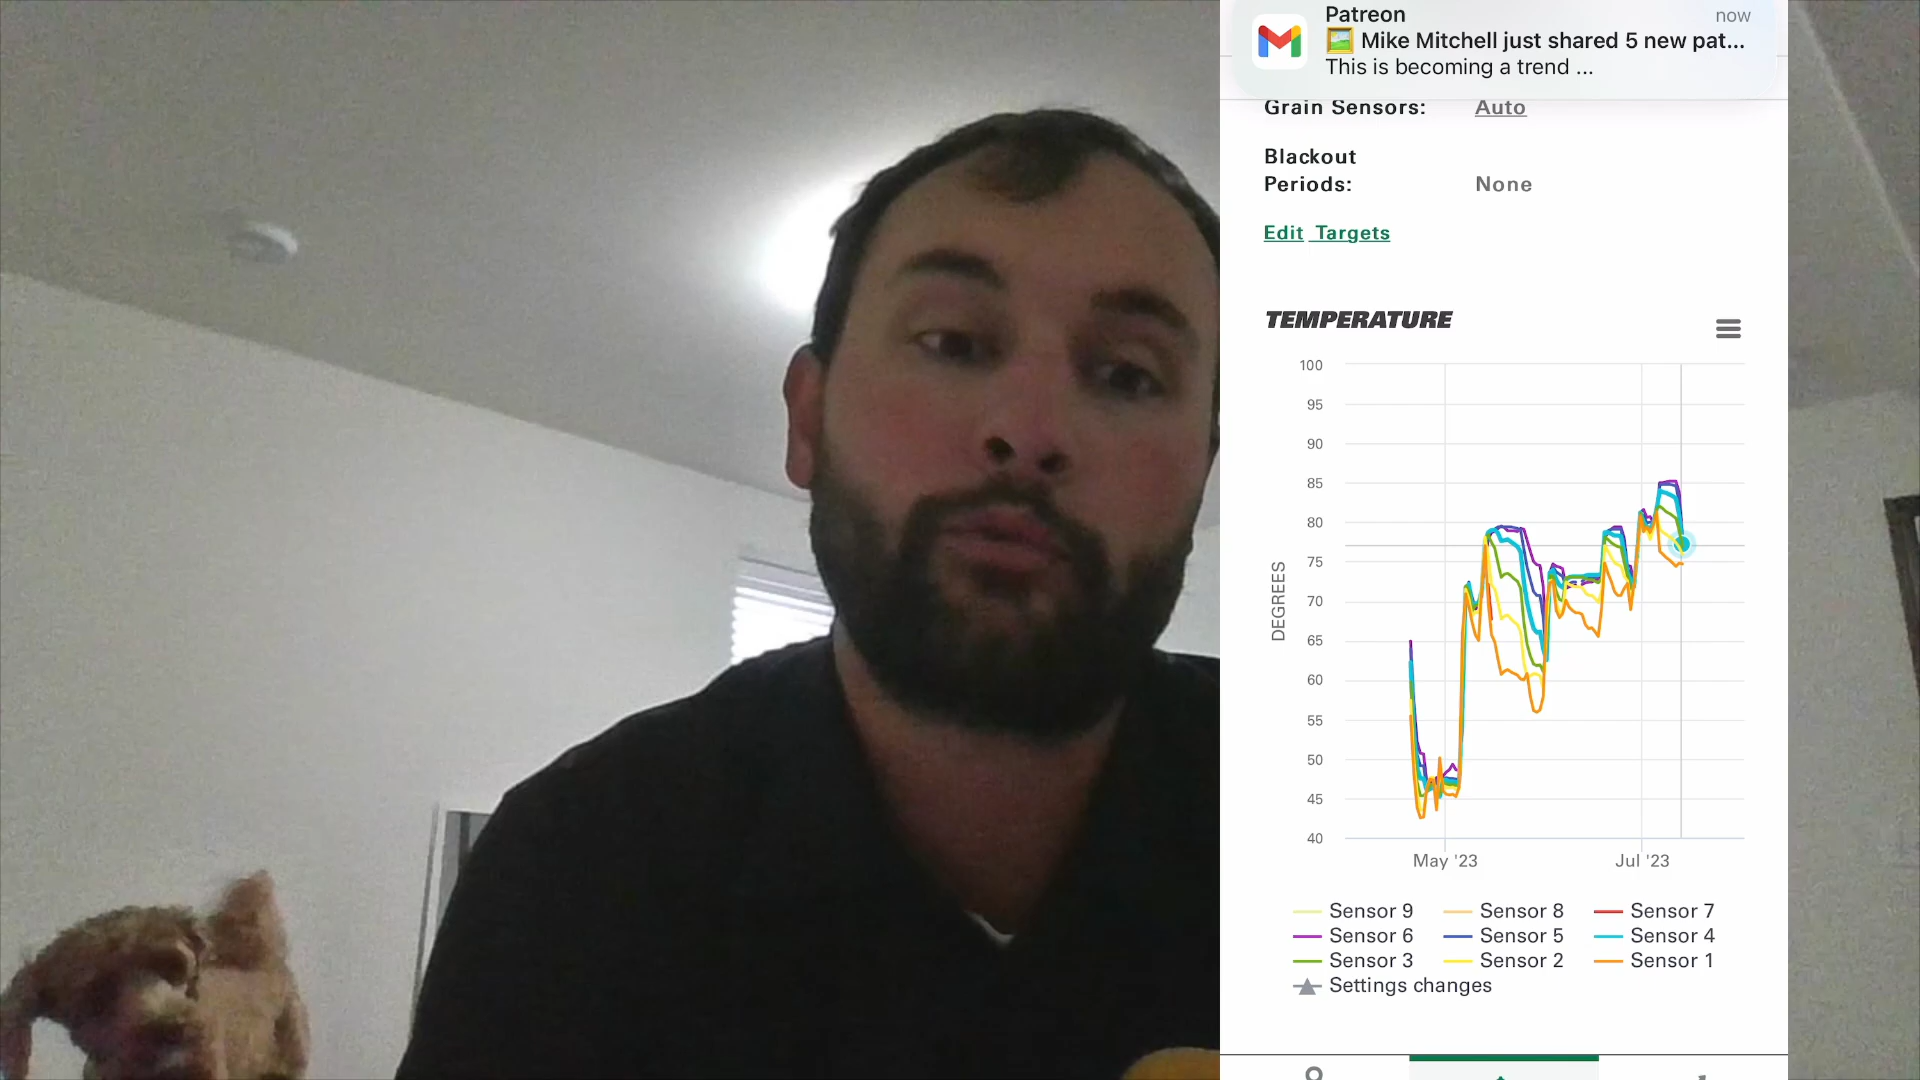 Patreon
now
🖼️ Mike Mitchell just shared 5 new pat...
This is becoming a trend ...
Grain Sensors:
Auto
Blackout
Periods:
None
Edit Targets
TEMPERATURE
100
95
90
85
80
75
70
65
60
55
50
45
40
DEGREES
May '23
Jul '23
Sensor 9
Sensor 8
Sensor 7
Sensor 6
Sensor 5
Sensor 4
Sensor 3
Sensor 2
Sensor 1
Settings changes